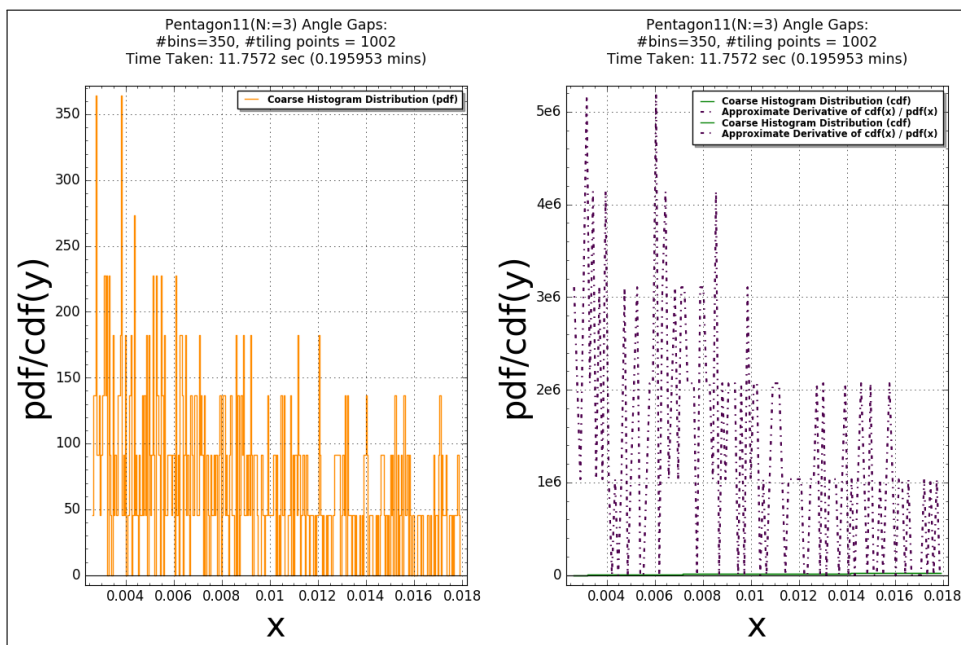 Pentagon11(N:=3) Angle Gaps:
#bins=350, #tiling points = 1002
Time Taken: 11.7572 sec (0.195953 mins)
Coarse Histogram Distribution (pdf)
350
300
250
200
150
100
50
0
pdf/cdf(y)
0.004
0.006
0.008
0.010
0.012
0.014
0.016
0.018
x
Pentagon11(N:=3) Angle Gaps:
#bins=350, #tiling points = 1002
Time Taken: 11.7572 sec (0.195953 mins)
Coarse Histogram Distribution (cdf)
Approximate Derivative of cdf(x) / pdf(x)
Coarse Histogram Distribution (cdf)
Approximate Derivative of cdf(x) / pdf(x)
5e6
4e6
3e6
2e6
1e6
0
pdf/cdf(y)
0.004
0.006
0.008
0.010
0.012
0.014
0.016
0.018
x